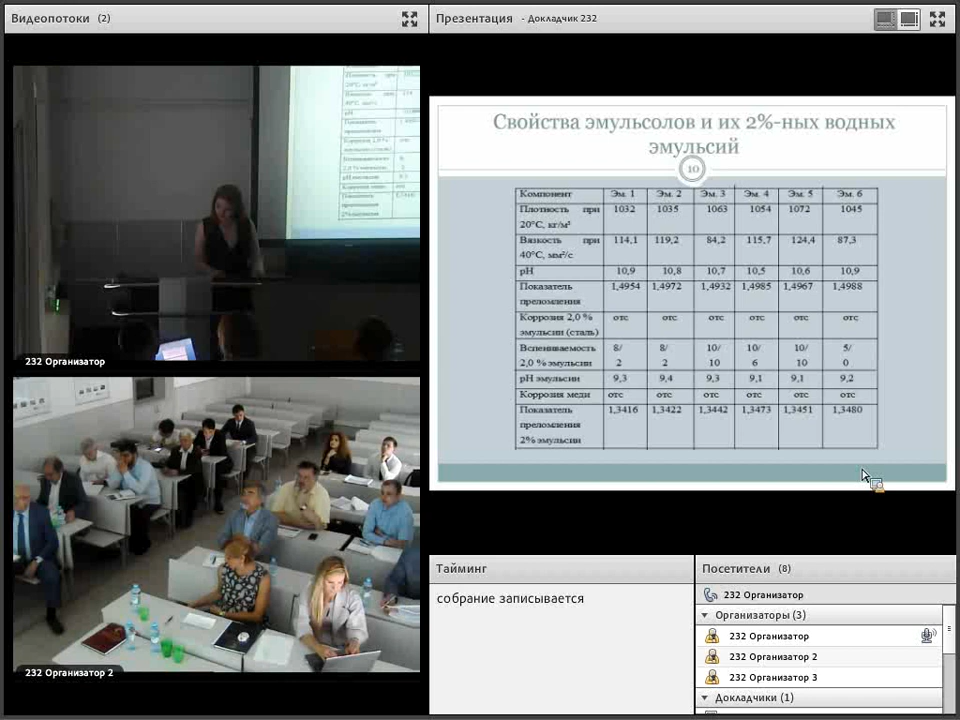 Видеопотоки (2)
232 Организатор
232 Организатор 2
Презентация - Докладчик 232
Свойства эмульсолов и их 2%-ных водных
эмульсий
10
Компонент Эм. 1 Эм. 2 Эм. 3 Эм. 4 Эм. 5 Эм. 6
Плотность при 1032 1035 1063 1054 1072 1045
20°С, кг/м³
Вязкость при 114,1 119,2 84,2 115,7 124,4 87,3
40°С, мм²/с
pH 10,9 10,8 10,7 10,5 10,6 10,9
Показатель 1,4954 1,4972 1,4932 1,4985 1,4967 1,4988
преломления
Коррозия 2,0 % отс отс отс отс отс отс
эмульсии (сталь)
Вспениваемость 8/ 8/ 10/ 10/ 10/ 5/
2,0 % эмульсии 2 2 10 6 10 0
pH эмульсии 9,3 9,4 9,3 9,1 9,1 9,2
Коррозия меди отс отс отс отс отс отс
Показатель 1,3416 1,3422 1,3442 1,3473 1,3451 1,3480
преломления
2% эмульсии
Тайминг
собрание записывается
Посетители (8)
232 Организатор
Организаторы (3)
232 Организатор
232 Организатор 2
232 Организатор 3
Докладчики (1)